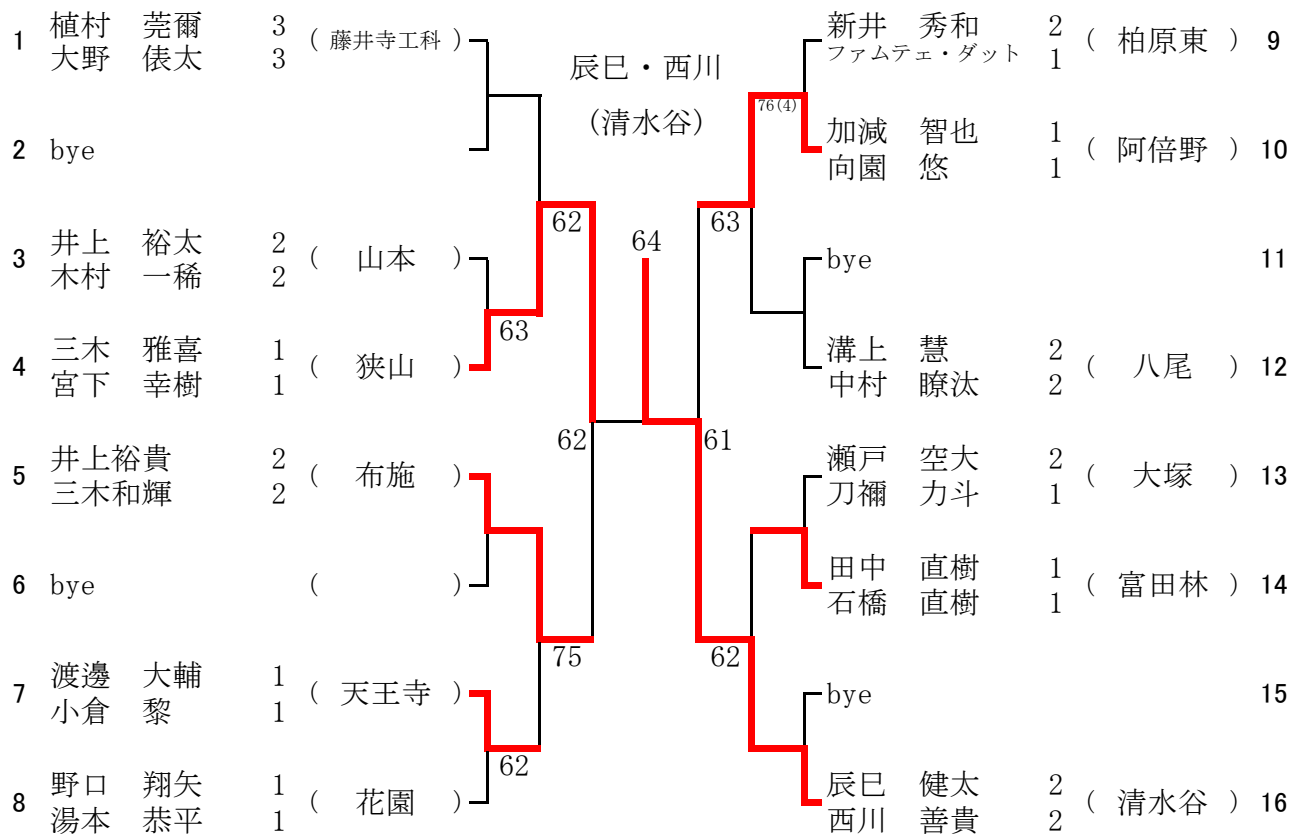 1 植村　莞爾 3 ( 藤井寺工科 )
大野　俵太 3
2 bye
3 井上　裕太 2 ( 山本 )
木村　一稀 2
4 三木　雅喜 1 ( 狭山 )
宮下　幸樹 1
5 井上裕貴 2 ( 布施 )
三木和輝 2
6 bye ( )
7 渡邊　大輔 1 ( 天王寺 )
小倉　黎 1
8 野口　翔矢 1 ( 花園 )
湯本　恭平 1
62
63
62
75
62
辰巳・西川
(清水谷)
64
76(4)
63
61
62
新井　秀和 2 ( 柏原東 ) 9
ファムテェ・ダット 1
加減　智也 1 ( 阿倍野 ) 10
向園　悠 1
bye 11
溝上　慧 2 ( 八尾 ) 12
中村　瞭汰 2
瀬戸　空大 2 ( 大塚 ) 13
刀禰　力斗 1
田中　直樹 1 ( 富田林 ) 14
石橋　直樹 1
bye 15
辰巳　健太 2 ( 清水谷 ) 16
西川　善貴 2